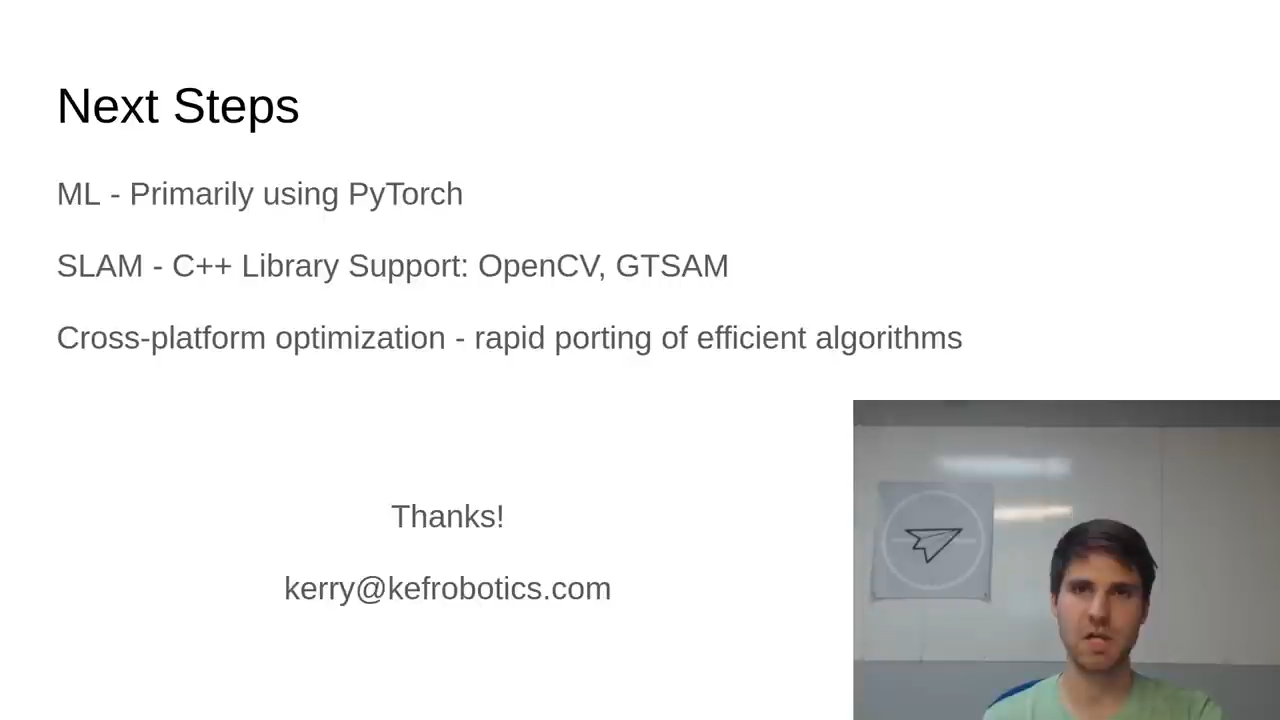 Next Steps
ML - Primarily using PyTorch
SLAM - C++ Library Support: OpenCV, GTSAM
Cross-platform optimization - rapid porting of efficient algorithms
Thanks!
kerry@kefrobotics.com